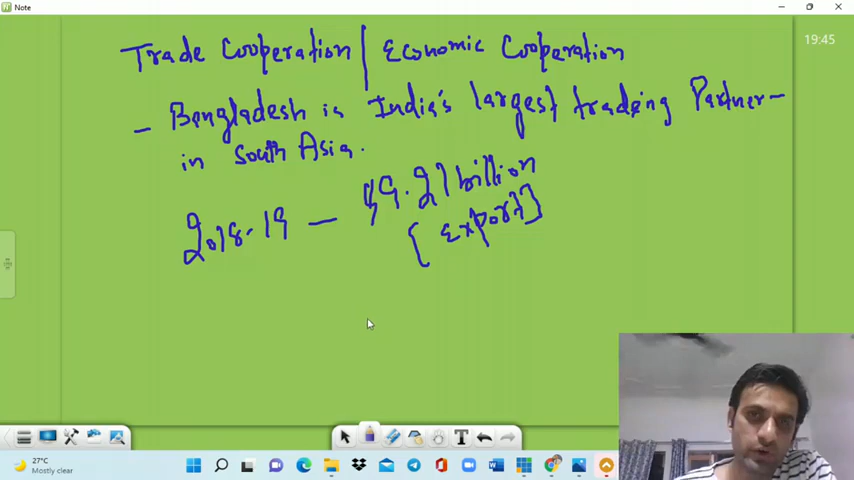 Note
19:45
Trade Cooperation | Economic Cooperation
- Bangladesh is India's largest trading Partner -
in South Asia.
2018-19 - $9.21 billion
[Export]
27°C
Mostly clear